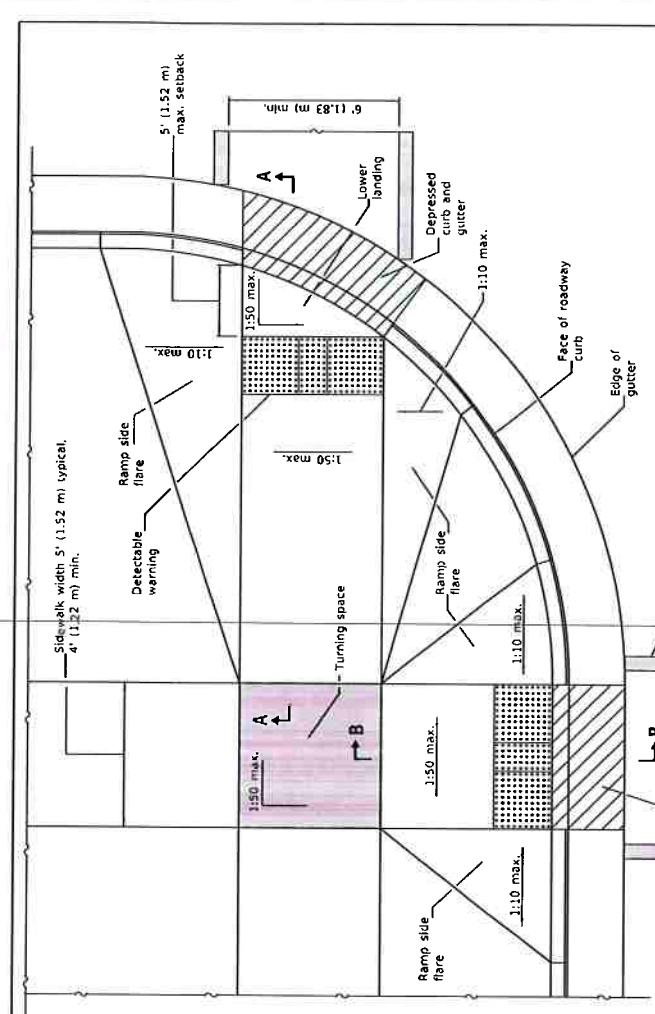 5' (1.52 m)
max. setback
6' (1.83 m) min.
A
Lower
landing
Depressed
curb and
gutter
1:50 max.
1:10 max.
1:10 max.
Face of roadway
curb
Edge of
gutter
Ramp side
flare
Sidewalk width 5' (1.52 m) typical,
4' (1.22 m) min.
Detectable
warning
1:50 max.
Ramp side
flare
Turning space
A
B
1:50 max.
1:10 max.
1:50 max.
B
Ramp side
flare
1:10 max.